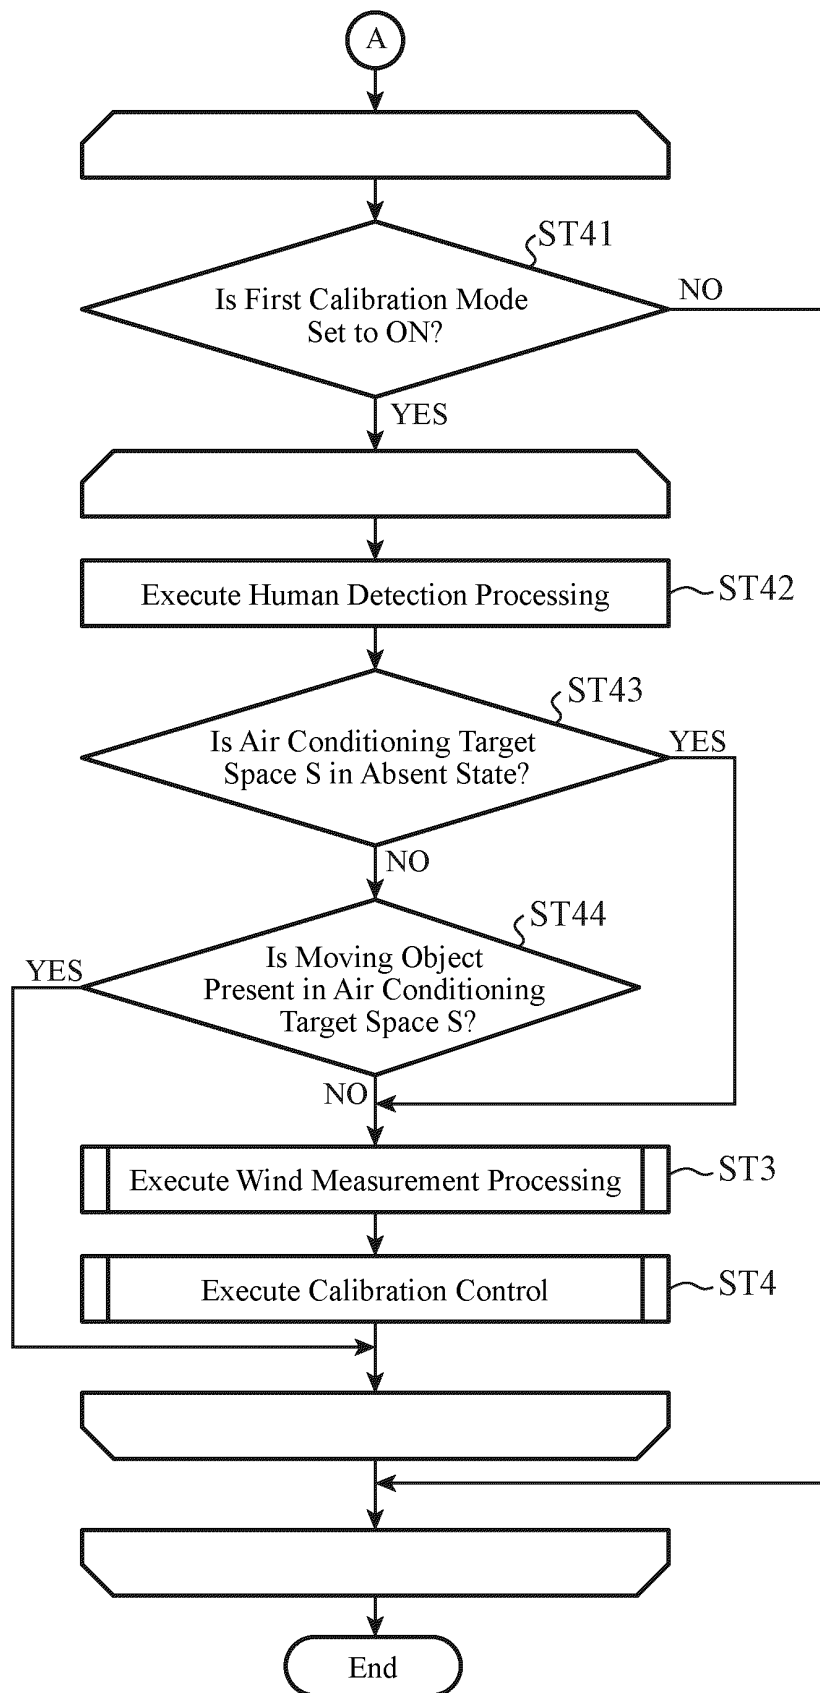 A
ST41
Is First Calibration Mode
Set to ON?
NO
YES
Execute Human Detection Processing
ST42
ST43
Is Air Conditioning Target
Space S in Absent State?
YES
NO
ST44
Is Moving Object
Present in Air Conditioning
Target Space S?
YES
NO
Execute Wind Measurement Processing
ST3
Execute Calibration Control
ST4
End